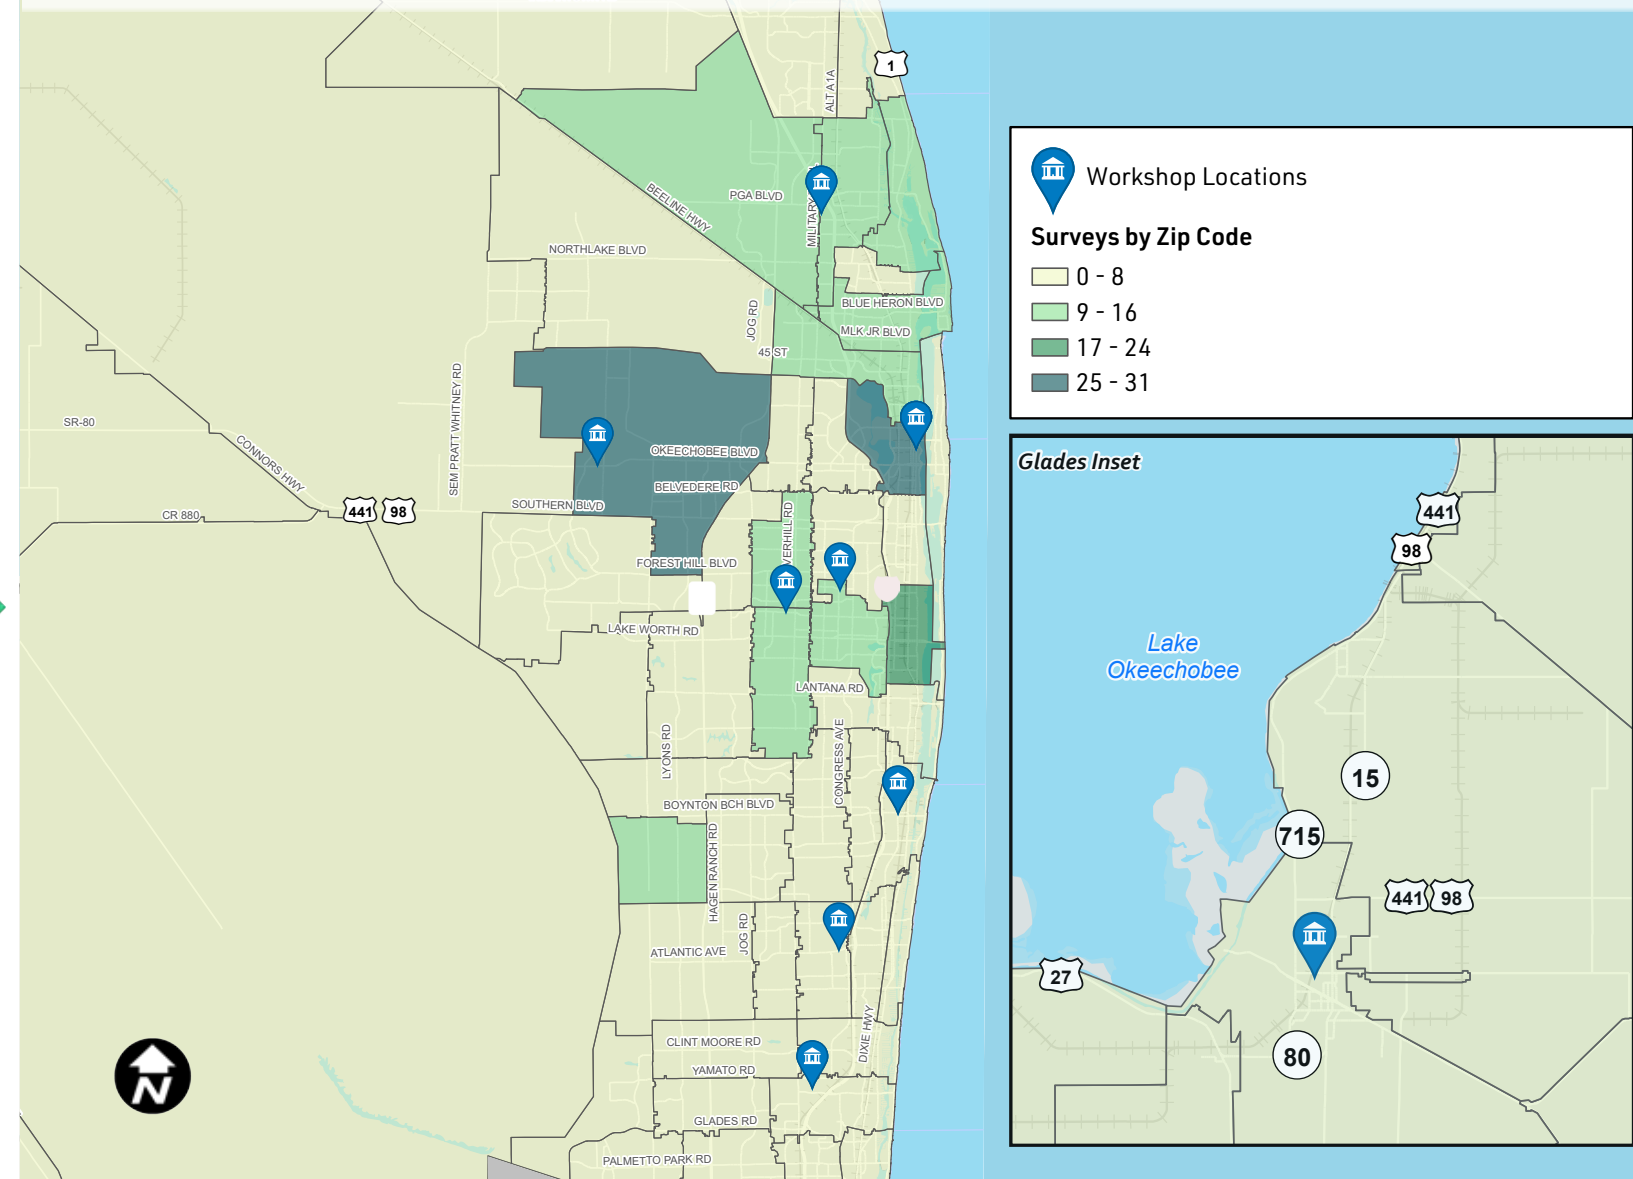 1
ALT A1A
PGA BLVD
BEELINE HWY
MILITARY
NORTHLAKE BLVD
BLUE HERON BLVD
JOG RD
MLK JR BLVD
45 ST
SEM PRATT WHITNEY RD
SR-80
CONNORS HWY
OKEECHOBEE BLVD
BELVEDERE RD
SOUTHERN BLVD
441 98
CR 880
VERHILL RD
FOREST HILL BLVD
LAKE WORTH RD
LANTANA RD
LYONS RD
CONGRESS AVE
BOYNTON BCH BLVD
HAGEN RANCH RD
JOG RD
ATLANTIC AVE
DIXIE HWY
CLINT MOORE RD
YAMATO RD
GLADES RD
PALMETTO PARK RD
N
Workshop Locations
Surveys by Zip Code
0 - 8
9 - 16
17 - 24
25 - 31
Glades Inset
441
98
Lake
Okeechobee
15
715
441 98
27
80